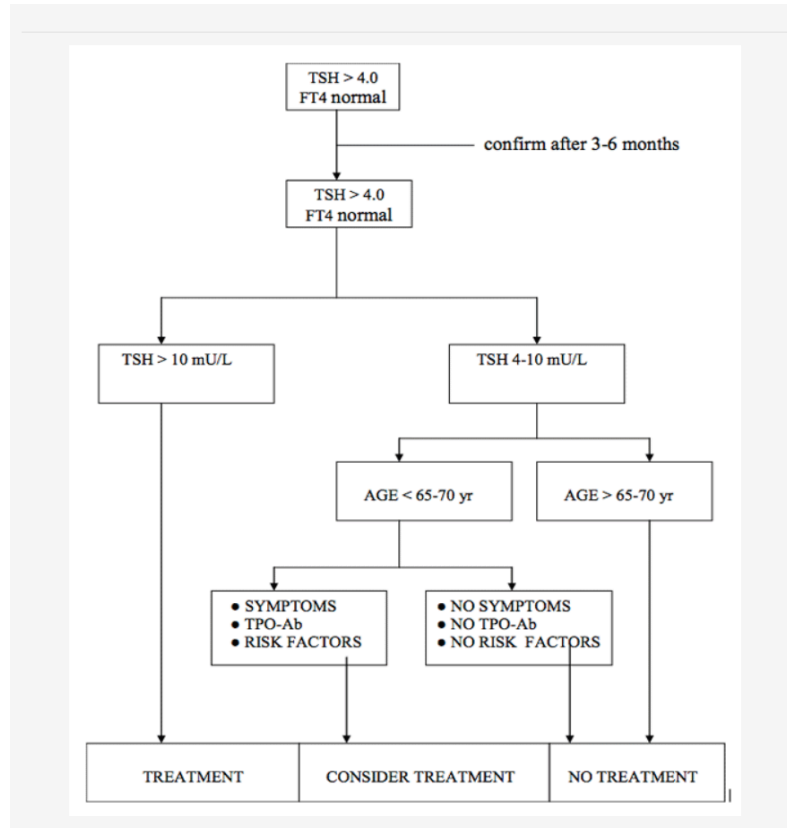 TSH > 4.0
FT4 normal
confirm after 3-6 months
TSH > 4.0
FT4 normal
TSH > 10 mU/L
TSH 4-10 mU/L
AGE < 65-70 yr
AGE > 65-70 yr
● SYMPTOMS
● TPO-Ab
● RISK FACTORS
● NO SYMPTOMS
● NO TPO-Ab
● NO RISK FACTORS
TREATMENT
CONSIDER TREATMENT
NO TREATMENT